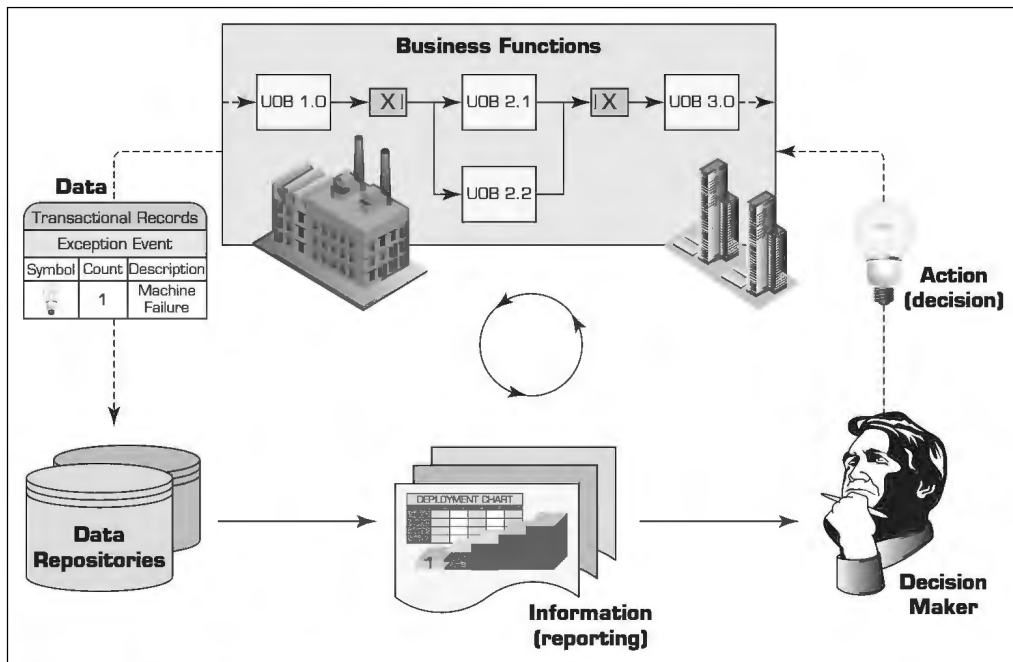 Business Functions
UOB 1.0
X
UOB 2.1
X
UOB 3.0
UOB 2.2
Data
Transactional Records
Exception Event
Symbol Count Description
1 Machine
Failure
Action
(decision)
Data
Repositories
DEPLOYMENT CHART
1
Information
(reporting)
Decision
Maker